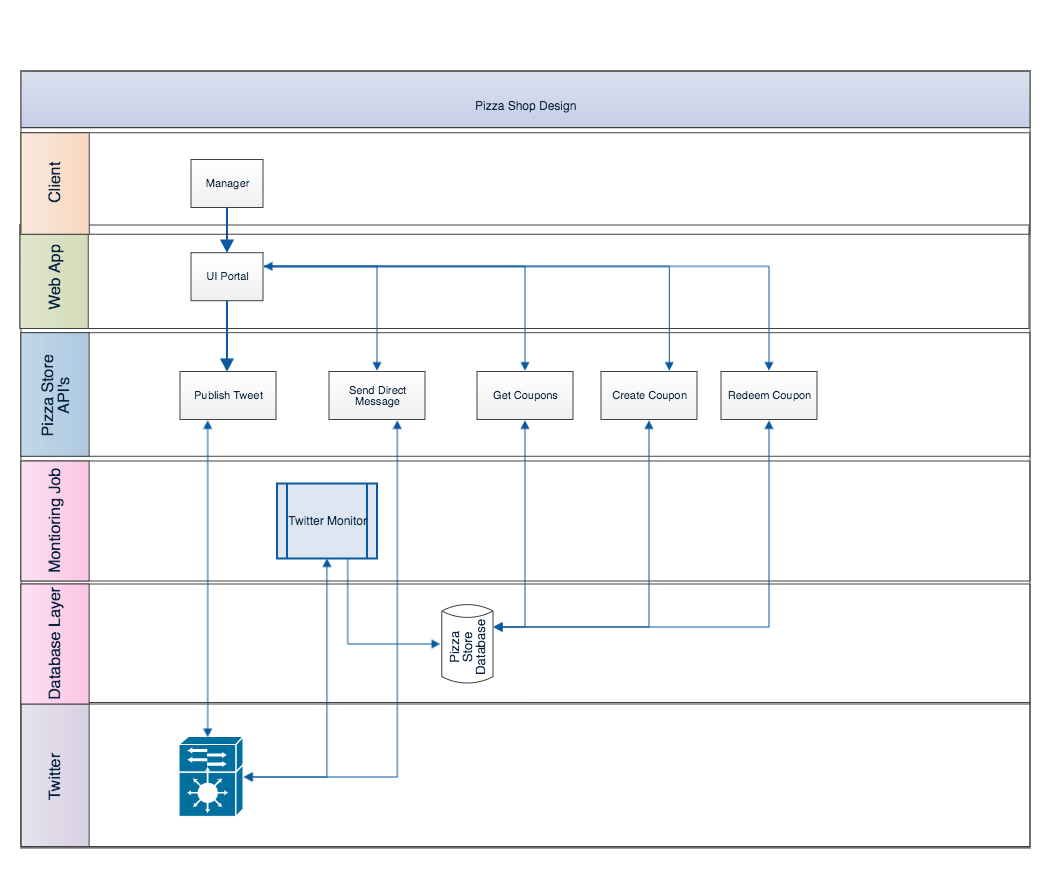 Pizza Shop Design
Client
Manager
Web App
UI Portal
Pizza Store
API's
Publish Tweet
Send Direct
Message
Get Coupons
Create Coupon
Redeem Coupon
Montioring Job
Twitter Monitor
Database Layer
Pizza
Store
Database
Twitter